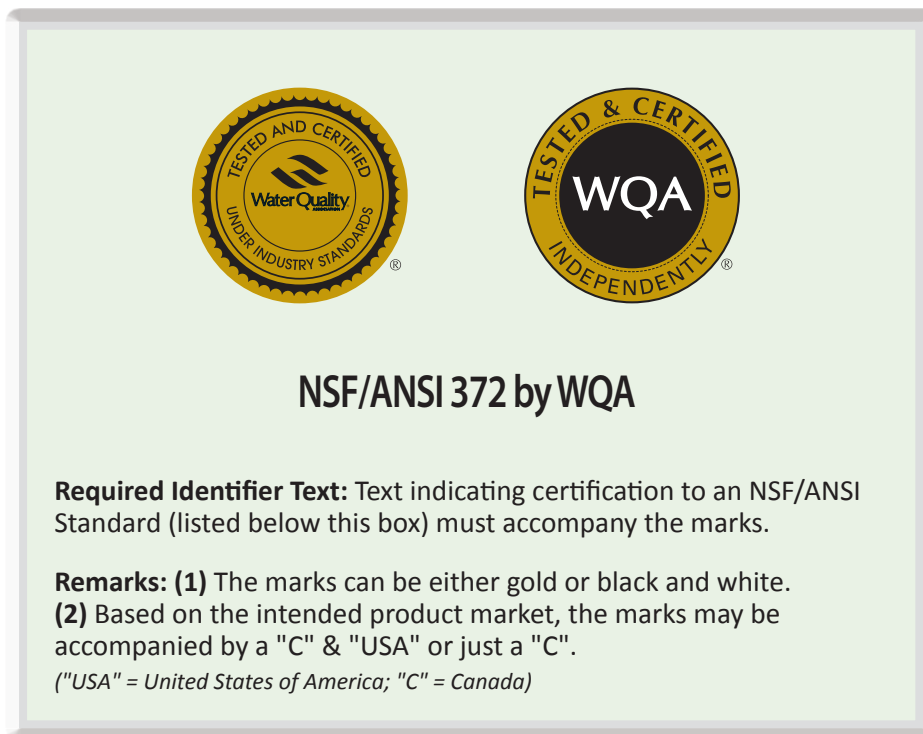 TESTED AND CERTIFIED
Water Quality
ASSOCIATION
UNDER INDUSTRY STANDARDS
®
TESTED & CERTIFIED
WQA
INDEPENDENTLY
®
NSF/ANSI 372 by WQA
Required Identifier Text: Text indicating certification to an NSF/ANSI
Standard (listed below this box) must accompany the marks.
Remarks: (1) The marks can be either gold or black and white.
(2) Based on the intended product market, the marks may be
accompanied by a "C" & "USA" or just a "C".
("USA" = United States of America; "C" = Canada)